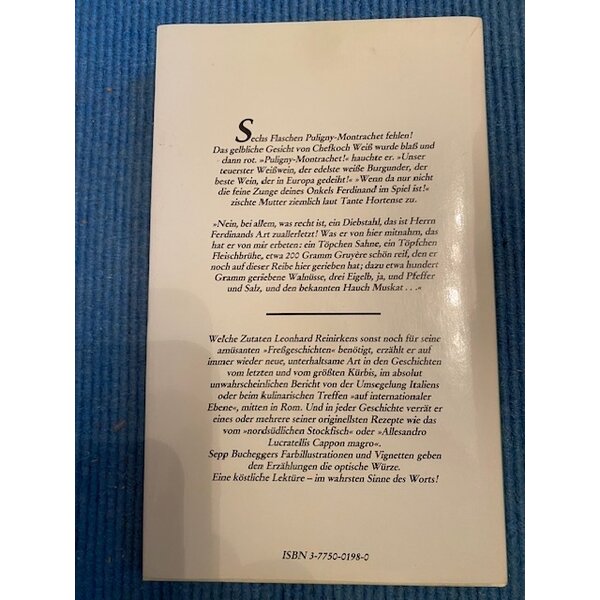 Sechs Flaschen Puligny-Montrachet fehlen!
Das gelbliche Gesicht von Chefkoch Weiß wurde blaß und
dann rot. »Puligny-Montrachet!« hauchte er. »Unser
teuerster Weißwein, der edelste weiße Burgunder, der
beste Wein, der in Europa gedeiht!« »Wenn da nur nicht
die feine Zunge deines Onkels Ferdinand im Spiel ist!«
zischte Mutter ziemlich laut Tante Hortense zu.
»Nein, bei allem, was recht ist, ein Diebstahl, das ist Herrn
Ferdinands Art zuallerletzt! Was er von hier mitnahm, das
hat er von mir erbeten: ein Töpchen Sahne, ein Töpfchen
Fleischbrühe, etwa 200 Gramm Gruyère schön reif, den er
noch auf dieser Reibe hier gerieben hat; dazu etwa hundert
Gramm geriebene Walnüsse, drei Eigelb, ja, und Pfeffer
und Salz, und den bekannten Hauch Muskat . . .«
Welche Zutaten Leonhard Reinirkens sonst noch für seine
amüsanten »Freßgeschichten« benötigt, erzählt er auf
immer wieder neue, unterhaltsame Art in den Geschichten
vom letzten und vom größten Kürbis, im absolut
unwahrscheinlichen Bericht von der Umsegelung Italiens
oder beim kulinarischen Treffen »auf internationaler
Ebene«, mitten in Rom. Und in jeder Geschichte verrät er
eines oder mehrere seiner originellsten Rezepte wie das
vom »nordsüdlichen Stockfisch« oder »Allesandro
Lucratellis Cappon magro«.
Sepp Bucheggers Farbillustrationen und Vignetten geben
den Erzählungen die optische Würze.
Eine köstliche Lektüre – im wahrsten Sinne des Worts!
ISBN 3-7750-0198-0